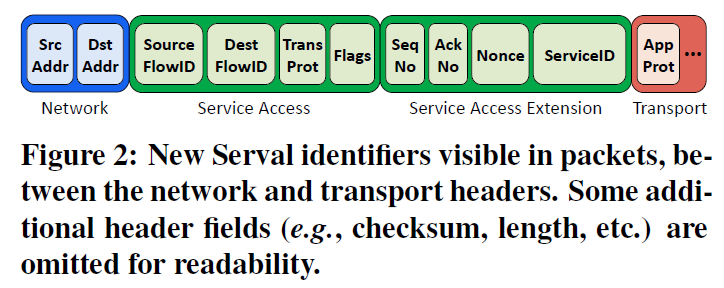 Src Addr
Dst Addr
Source FlowID
Dest FlowID
Trans Prot
Flags
Seq No
Ack No
Nonce
ServiceID
App Prot
...
Network
Service Access
Service Access Extension
Transport
Figure 2: New Serval identifiers visible in packets, be-
tween the network and transport headers. Some addi-
tional header fields (e.g., checksum, length, etc.) are
omitted for readability.